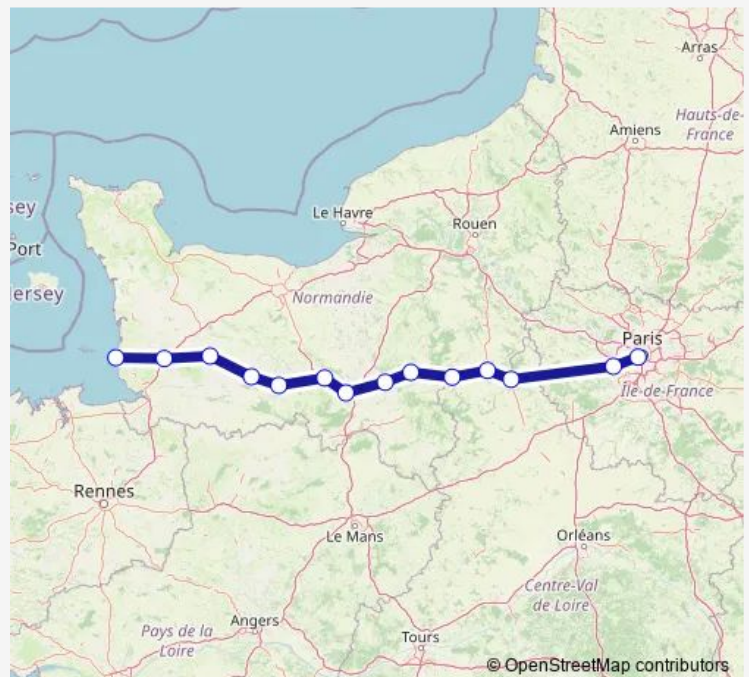 Arras
Hauts-de-
France
Amiens
sey
Le Havre
Rouen
Port
ersey
Normandie
Paris
Île-de-France
Rennes
Le Mans
Orléans
Centre-Val
de Loire
Angers
Pays de la
Loire
Tours
© OpenStreetMap contributors